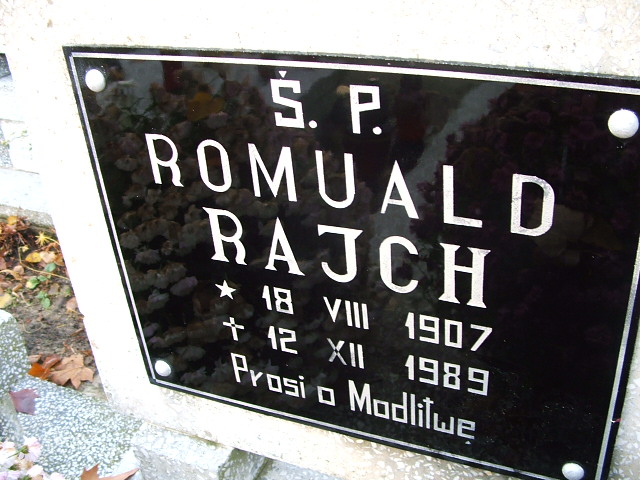 Ś. P.
ROMUALD
RAJCH
★ 18 VIII 1907
✝ 12 XII 1989
Prosi o Modlitwę